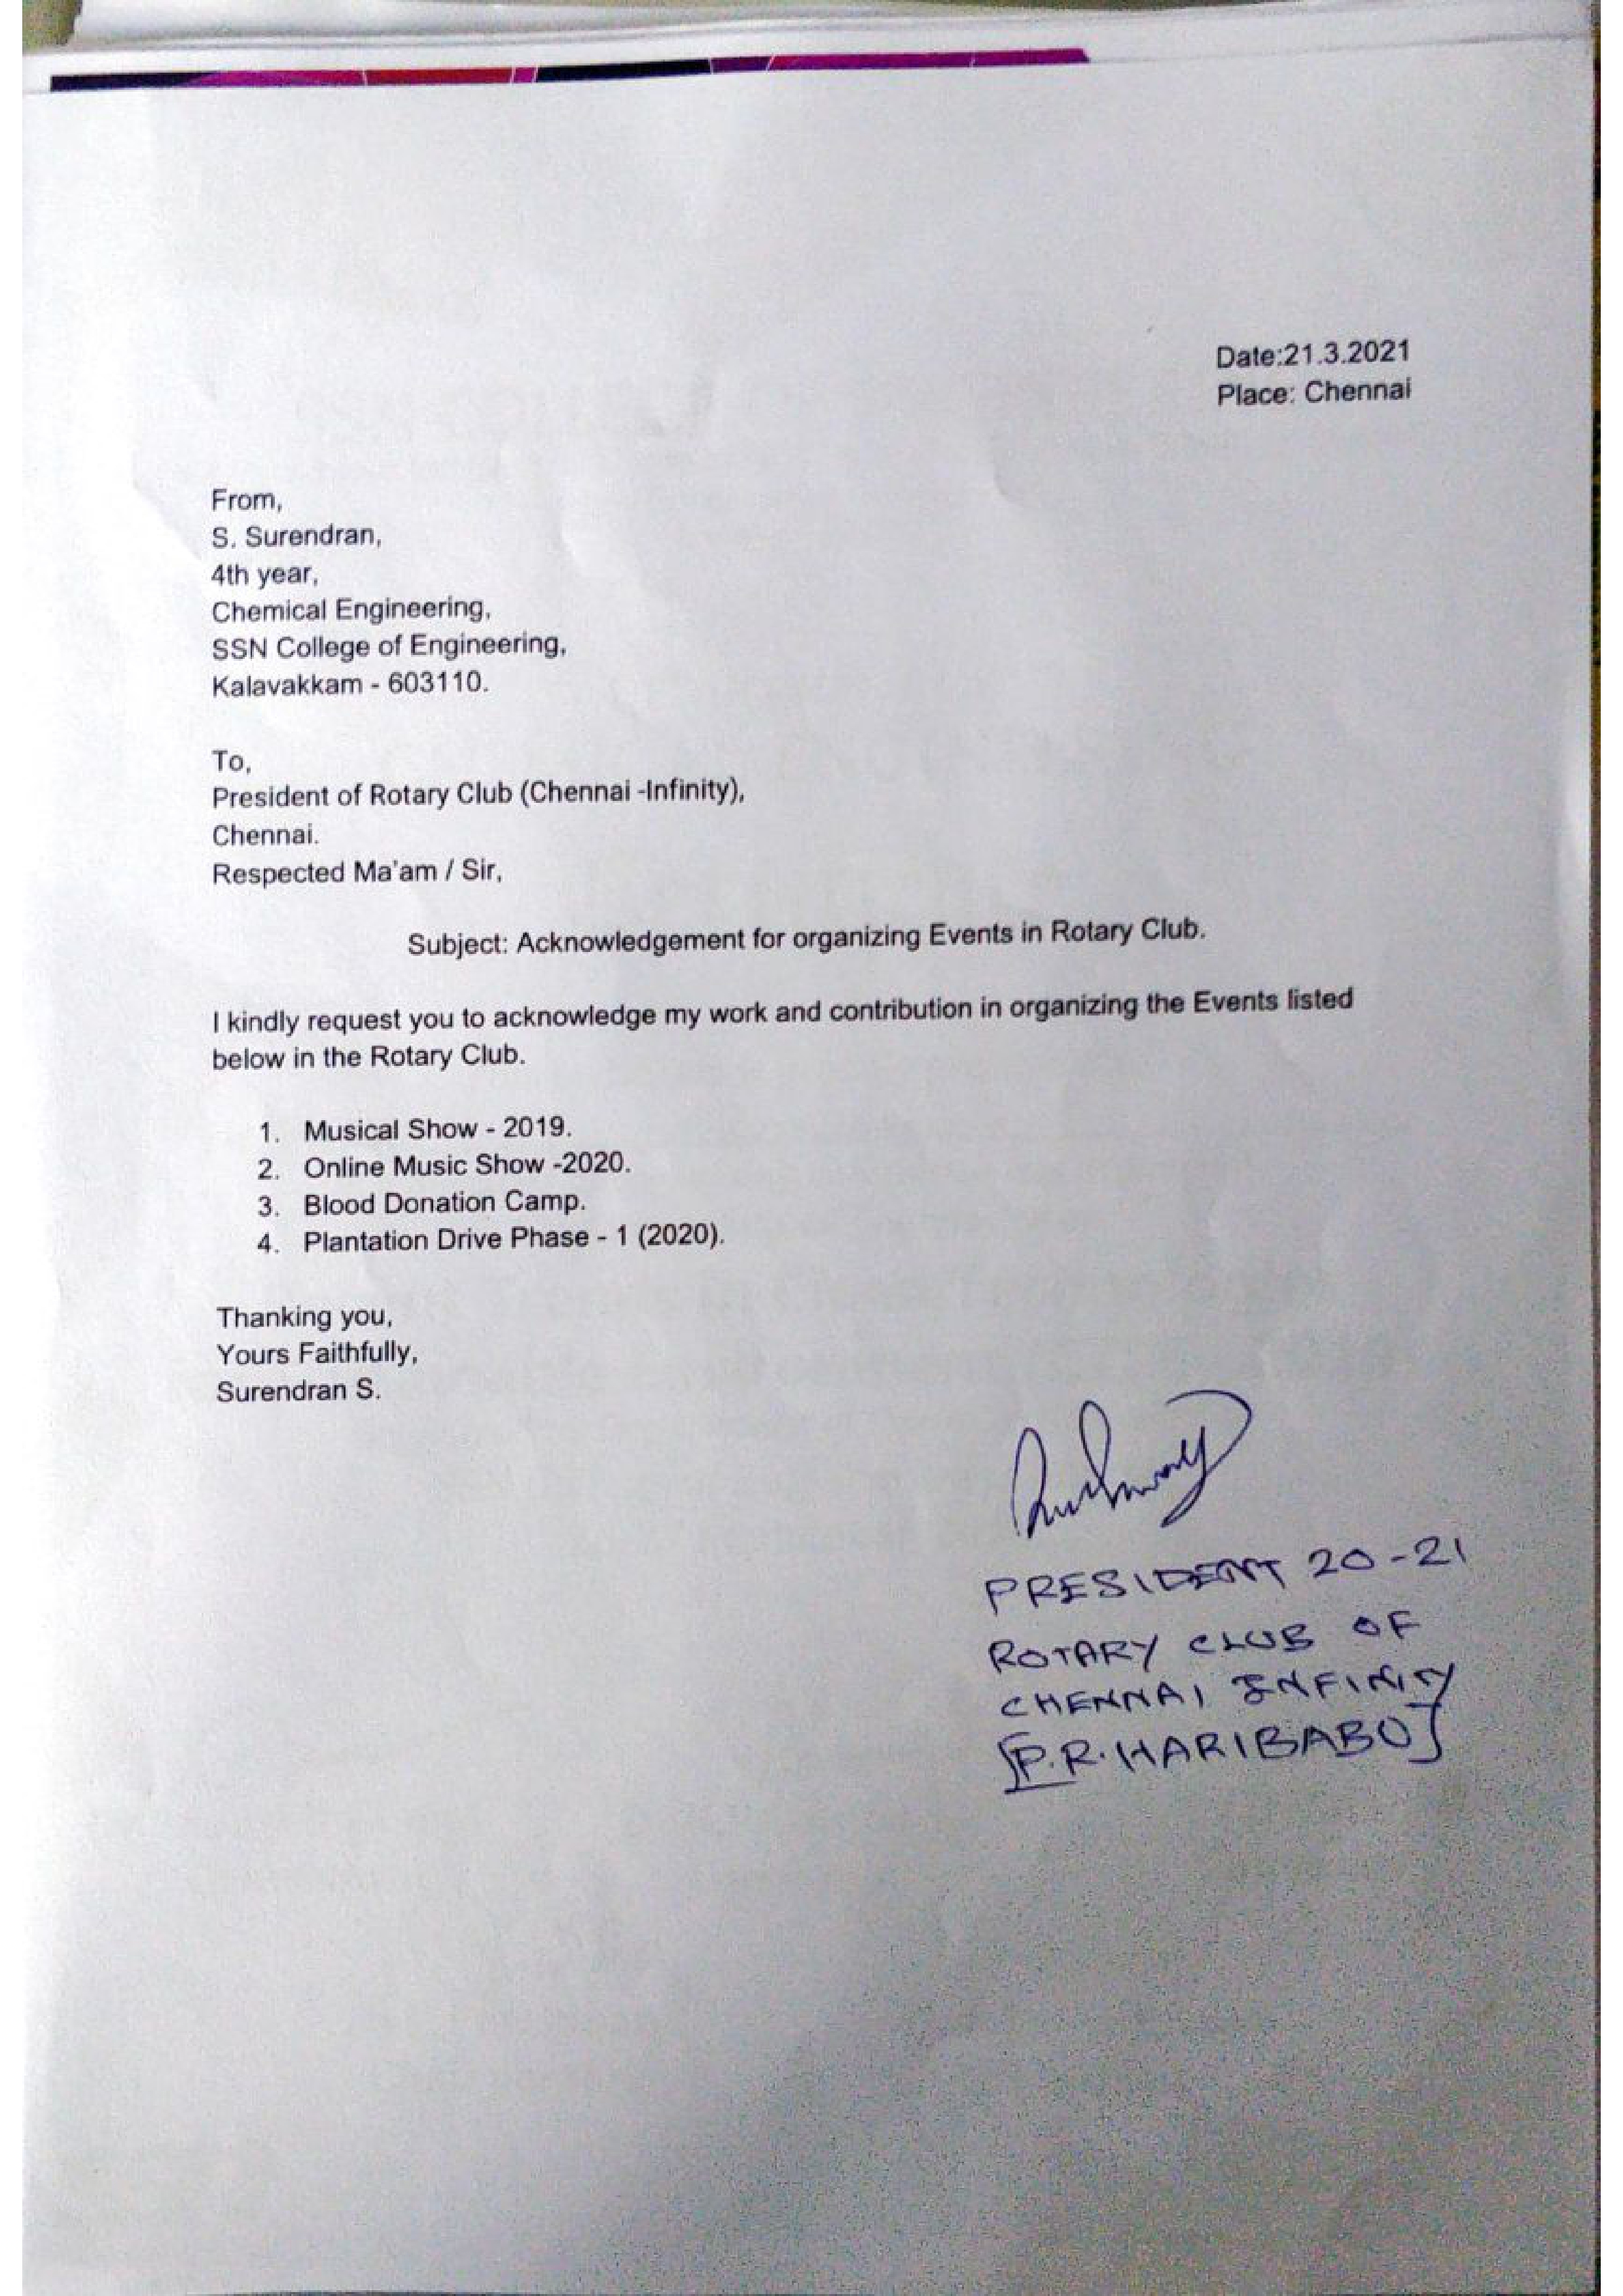 Date:21.3.2021
Place: Chennai
From,
S. Surendran,
4th year,
Chemical Engineering,
SSN College of Engineering,
Kalavakkam - 603110.
To,
President of Rotary Club (Chennai -Infinity),
Chennai.
Respected Ma'am / Sir,
Subject: Acknowledgement for organizing Events in Rotary Club.
I kindly request you to acknowledge my work and contribution in organizing the Events listed
below in the Rotary Club.
1. Musical Show - 2019.
2. Online Music Show -2020.
3. Blood Donation Camp.
4. Plantation Drive Phase - 1 (2020).
Thanking you,
Yours Faithfully,
Surendran S.
PRESIDENT 20-21
ROTARY CLUB OF
CHENNAI INFINITY
[P.R.HARIBABU]